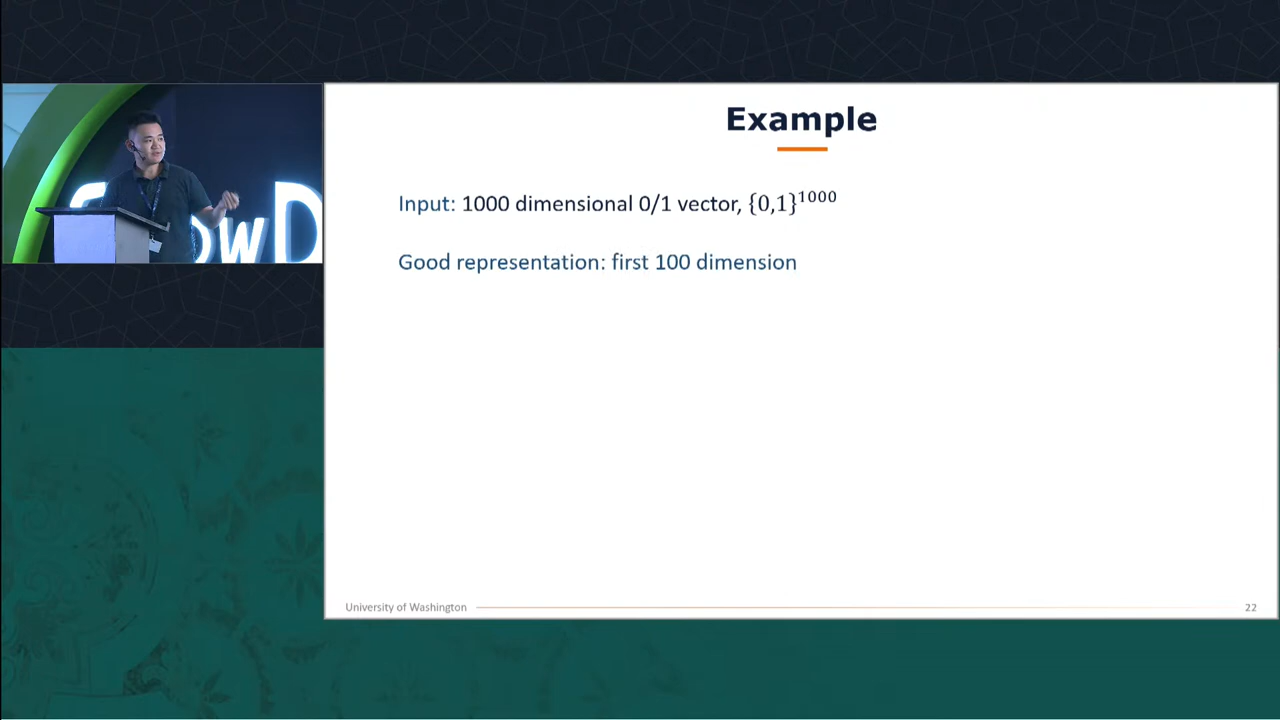 Example
Input: 1000 dimensional 0/1 vector, {0,1}^1000
Good representation: first 100 dimension
University of Washington
22